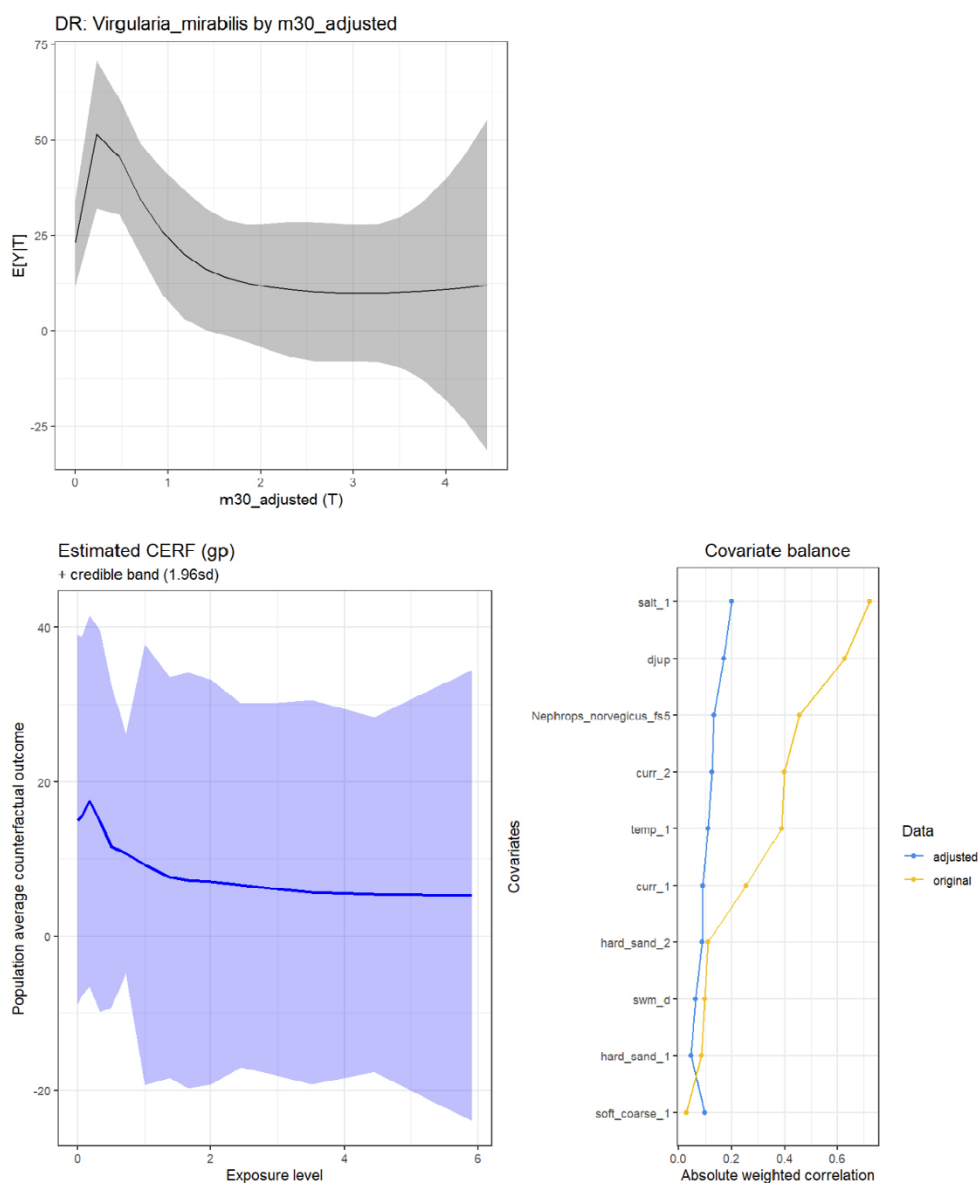 DR: Virgularia_mirabilis by m30_adjusted
75
50
25
0
-25
E[Y|T]
0 1 2 3 4
m30_adjusted (T)
Estimated CERF (gp)
+ credible band (1.96sd)
40
20
0
-20
Population average counterfactual outcome
0 2 4 6
Exposure level
Covariate balance
Covariates
salt_1
djup
Nephrops_norvegicus_fs5
curr_2
temp_1
curr_1
hard_sand_2
swm_d
hard_sand_1
soft_coarse_1
0.0 0.2 0.4 0.6
Absolute weighted correlation
Data
adjusted
original